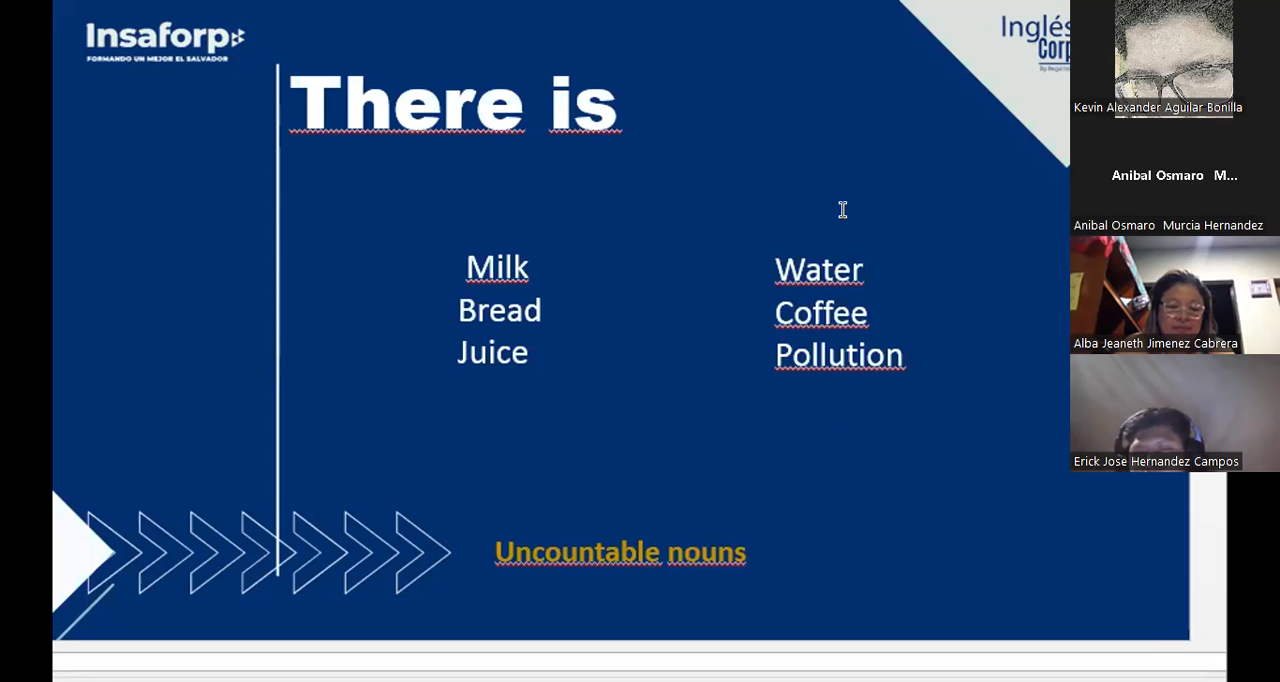 Insaforp
FORMANDO UN MEJOR EL SALVADOR
Inglés
Corp
There is
Milk
Bread
Juice
Water
Coffee
Pollution
Uncountable nouns
Kevin Alexander Aguilar Bonilla
Anibal Osmaro M...
Anibal Osmaro Murcia Hernandez
Alba Jeaneth Jimenez Cabrera
Erick Jose Hernandez Campos